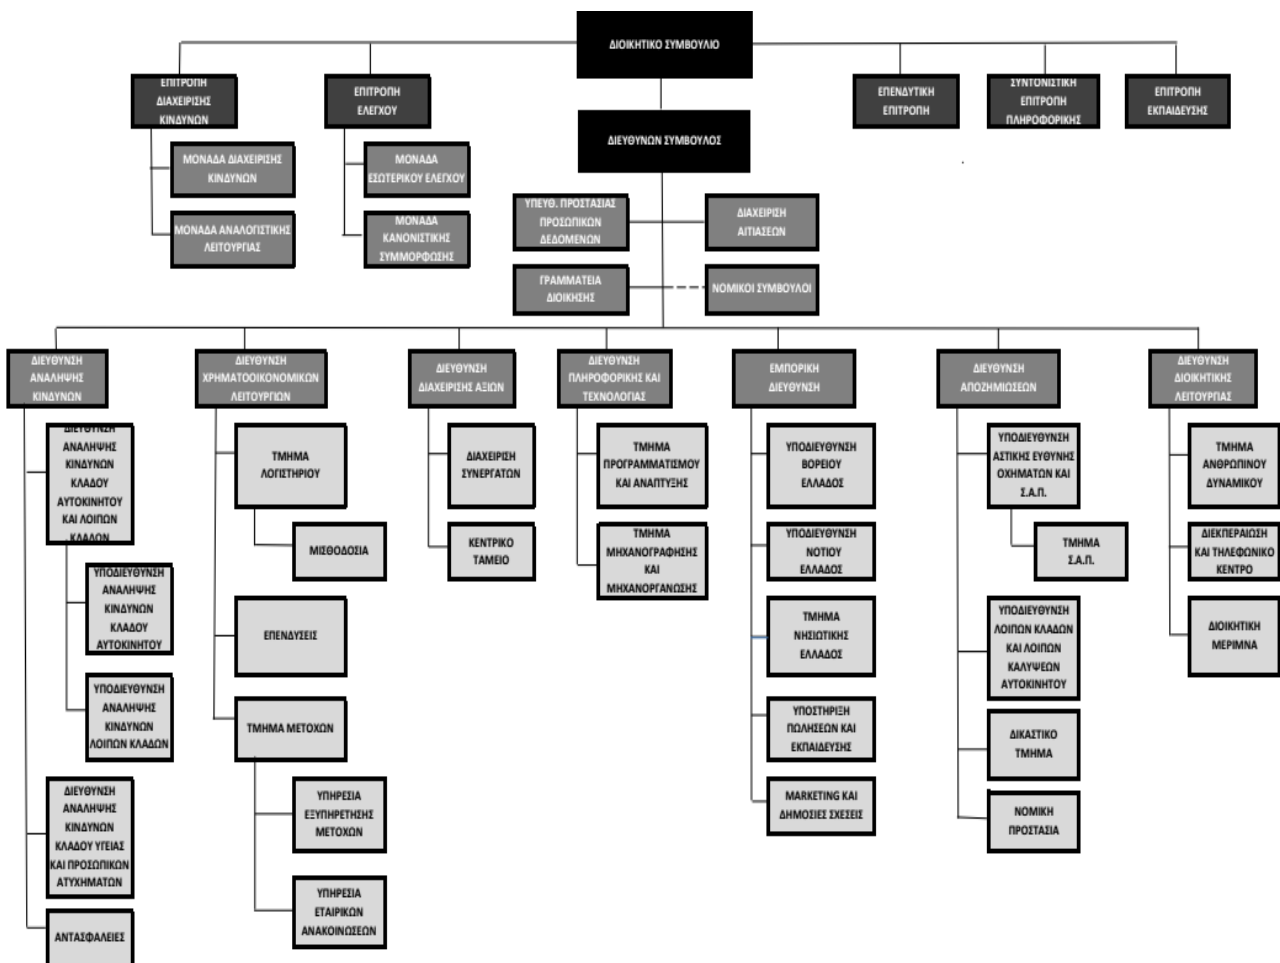 ΔΙΟΙΚΗΤΙΚΟ ΣΥΜΒΟΥΛΙΟ
ΕΠΙΤΡΟΠΗ
ΔΙΑΧΕΙΡΙΣΗΣ
ΚΙΝΔΥΝΩΝ
ΕΠΙΤΡΟΠΗ
ΕΛΕΓΧΟΥ
ΕΠΕΝΔΥΤΙΚΗ
ΕΠΙΤΡΟΠΗ
ΣΥΝΤΟΝΙΣΤΙΚΗ
ΕΠΙΤΡΟΠΗ
ΠΛΗΡΟΦΟΡΙΚΗΣ
ΕΠΙΤΡΟΠΗ
ΕΚΠΑΙΔΕΥΣΗΣ
ΔΙΕΥΘΥΝΩΝ ΣΥΜΒΟΥΛΟΣ
ΜΟΝΑΔΑ ΔΙΑΧΕΙΡΙΣΗΣ
ΚΙΝΔΥΝΩΝ
ΜΟΝΑΔΑ ΑΝΑΛΟΓΙΣΤΙΚΗΣ
ΛΕΙΤΟΥΡΓΙΑΣ
ΜΟΝΑΔΑ
ΕΣΩΤΕΡΙΚΟΥ ΕΛΕΓΧΟΥ
ΜΟΝΑΔΑ
ΚΑΝΟΝΙΣΤΙΚΗΣ
ΣΥΜΜΟΡΦΩΣΗΣ
ΥΠΕΥΘ. ΠΡΟΣΤΑΣΙΑΣ
ΠΡΟΣΩΠΙΚΩΝ
ΔΕΔΟΜΕΝΩΝ
ΔΙΑΧΕΙΡΙΣΗ
ΑΙΤΙΑΣΕΩΝ
ΓΡΑΜΜΑΤΕΙΑ
ΔΙΟΙΚΗΣΗΣ
ΝΟΜΙΚΟΙ ΣΥΜΒΟΥΛΟΙ
ΔΙΕΥΘΥΝΣΗ
ΑΝΑΛΗΨΗΣ
ΚΙΝΔΥΝΩΝ
ΔΙΕΥΘΥΝΣΗ
ΑΝΑΛΗΨΗΣ
ΚΙΝΔΥΝΩΝ
ΚΛΑΔΟΥ
ΑΥΤΟΚΙΝΗΤΟΥ
ΚΑΙ ΛΟΙΠΩΝ
ΚΛΑΔΩΝ
ΥΠΟΔΙΕΥΘΥΝΣΗ
ΑΝΑΛΗΨΗΣ
ΚΙΝΔΥΝΩΝ
ΚΛΑΔΟΥ
ΑΥΤΟΚΙΝΗΤΟΥ
ΥΠΟΔΙΕΥΘΥΝΣΗ
ΑΝΑΛΗΨΗΣ
ΚΙΝΔΥΝΩΝ
ΛΟΙΠΩΝ ΚΛΑΔΩΝ
ΔΙΕΥΘΥΝΣΗ
ΑΝΑΛΗΨΗΣ
ΚΙΝΔΥΝΩΝ
ΚΛΑΔΟΥ ΥΓΕΙΑΣ
ΚΑΙ ΠΡΟΣΩΠΙΚΩΝ
ΑΤΥΧΗΜΑΤΩΝ
ΑΝΤΑΣΦΑΛΕΙΕΣ
ΔΙΕΥΘΥΝΣΗ
ΧΡΗΜΑΤΟΟΙΚΟΝΟΜΙΚΩΝ
ΛΕΙΤΟΥΡΓΙΩΝ
ΤΜΗΜΑ
ΛΟΓΙΣΤΗΡΙΟΥ
ΜΙΣΘΟΔΟΣΙΑ
ΕΠΕΝΔΥΣΕΙΣ
ΤΜΗΜΑ ΜΕΤΟΧΩΝ
ΥΠΗΡΕΣΙΑ
ΕΞΥΠΗΡΕΤΗΣΗΣ
ΜΕΤΟΧΩΝ
ΥΠΗΡΕΣΙΑ
ΕΤΑΙΡΙΚΩΝ
ΑΝΑΚΟΙΝΩΣΕΩΝ
ΔΙΕΥΘΥΝΣΗ
ΔΙΑΧΕΙΡΙΣΗΣ ΑΞΙΩΝ
ΔΙΑΧΕΙΡΙΣΗ
ΣΥΝΕΡΓΑΤΩΝ
ΚΕΝΤΡΙΚΟ
ΤΑΜΕΙΟ
ΔΙΕΥΘΥΝΣΗ
ΠΛΗΡΟΦΟΡΙΚΗΣ ΚΑΙ
ΤΕΧΝΟΛΟΓΙΑΣ
ΤΜΗΜΑ
ΠΡΟΓΡΑΜΜΑΤΙΣΜΟΥ
ΚΑΙ ΑΝΑΠΤΥΞΗΣ
ΤΜΗΜΑ
ΜΗΧΑΝΟΓΡΑΦΗΣΗΣ
ΚΑΙ
ΜΗΧΑΝΟΡΓΑΝΩΣΗΣ
ΕΜΠΟΡΙΚΗ
ΔΙΕΥΘΥΝΣΗ
ΥΠΟΔΙΕΥΘΥΝΣΗ
ΒΟΡΕΙΟΥ
ΕΛΛΑΔΟΣ
ΥΠΟΔΙΕΥΘΥΝΣΗ
ΝΟΤΙΟΥ
ΕΛΛΑΔΟΣ
ΤΜΗΜΑ
ΝΗΣΙΩΤΙΚΗΣ
ΕΛΛΑΔΟΣ
ΥΠΟΣΤΗΡΙΞΗ
ΠΩΛΗΣΕΩΝ ΚΑΙ
ΕΚΠΑΙΔΕΥΣΗΣ
MARKETING ΚΑΙ
ΔΗΜΟΣΙΕΣ ΣΧΕΣΕΙΣ
ΔΙΕΥΘΥΝΣΗ
ΑΠΟΖΗΜΙΩΣΕΩΝ
ΥΠΟΔΙΕΥΘΥΝΣΗ
ΑΣΤΙΚΗΣ ΕΥΘΥΝΗΣ
ΟΧΗΜΑΤΩΝ ΚΑΙ
Σ.Α.Π.
ΤΜΗΜΑ
Σ.Α.Π.
ΥΠΟΔΙΕΥΘΥΝΣΗ
ΛΟΙΠΩΝ ΚΛΑΔΩΝ
ΚΑΙ ΛΟΙΠΩΝ
ΚΑΛΥΨΕΩΝ
ΑΥΤΟΚΙΝΗΤΟΥ
ΔΙΚΑΣΤΙΚΟ
ΤΜΗΜΑ
ΝΟΜΙΚΗ
ΠΡΟΣΤΑΣΙΑ
ΔΙΕΥΘΥΝΣΗ
ΔΙΟΙΚΗΤΙΚΗΣ
ΛΕΙΤΟΥΡΓΙΑΣ
ΤΜΗΜΑ
ΑΝΘΡΩΠΙΝΟΥ
ΔΥΝΑΜΙΚΟΥ
ΔΙΕΚΠΕΡΑΙΩΣΗ
ΚΑΙ ΤΗΛΕΦΩΝΙΚΟ
ΚΕΝΤΡΟ
ΔΙΟΙΚΗΤΙΚΗ
ΜΕΡΙΜΝΑ